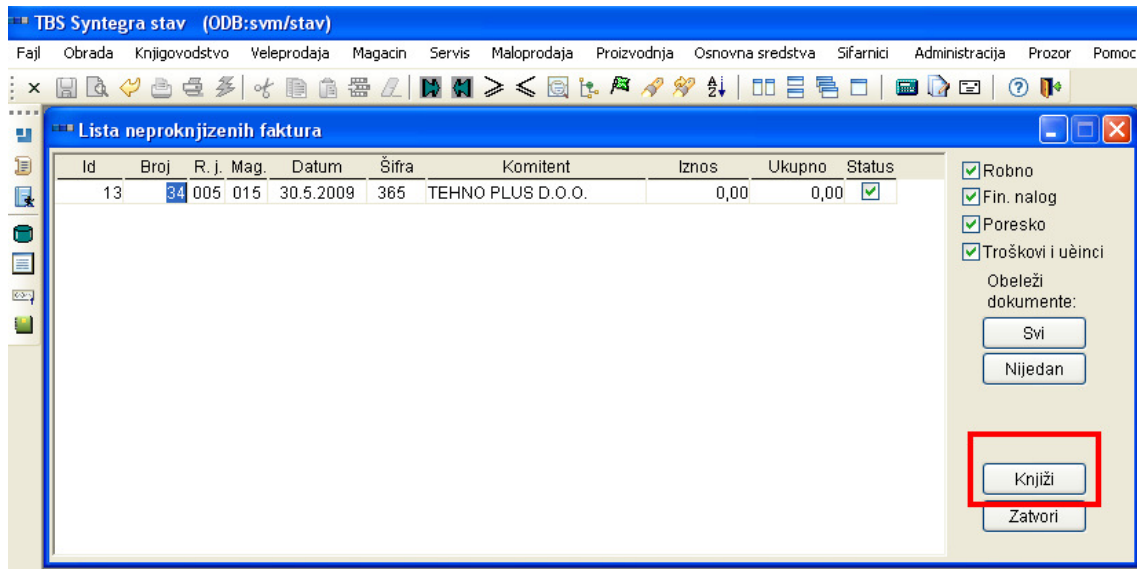 TBS Syntegra stav (ODB:svm/stav)
Fajl Obrada Knjigovodstvo Veleprodaja Magacin Servis Maloprodaja Proizvodnja Osnovna sredstva Sifarnici Administracija Prozor Pomoc
Lista neproknjizenih faktura
Id Broj R. j. Mag. Datum Šifra Komitent Iznos Ukupno Status
13 34 005 015 30.5.2009 365 TEHNO PLUS D.O.O. 0,00 0,00
Robno
Fin. nalog
Poresko
Troškovi i uèinci
Obeleži
dokumente:
Svi
Nijedan
Knjiži
Zatvori